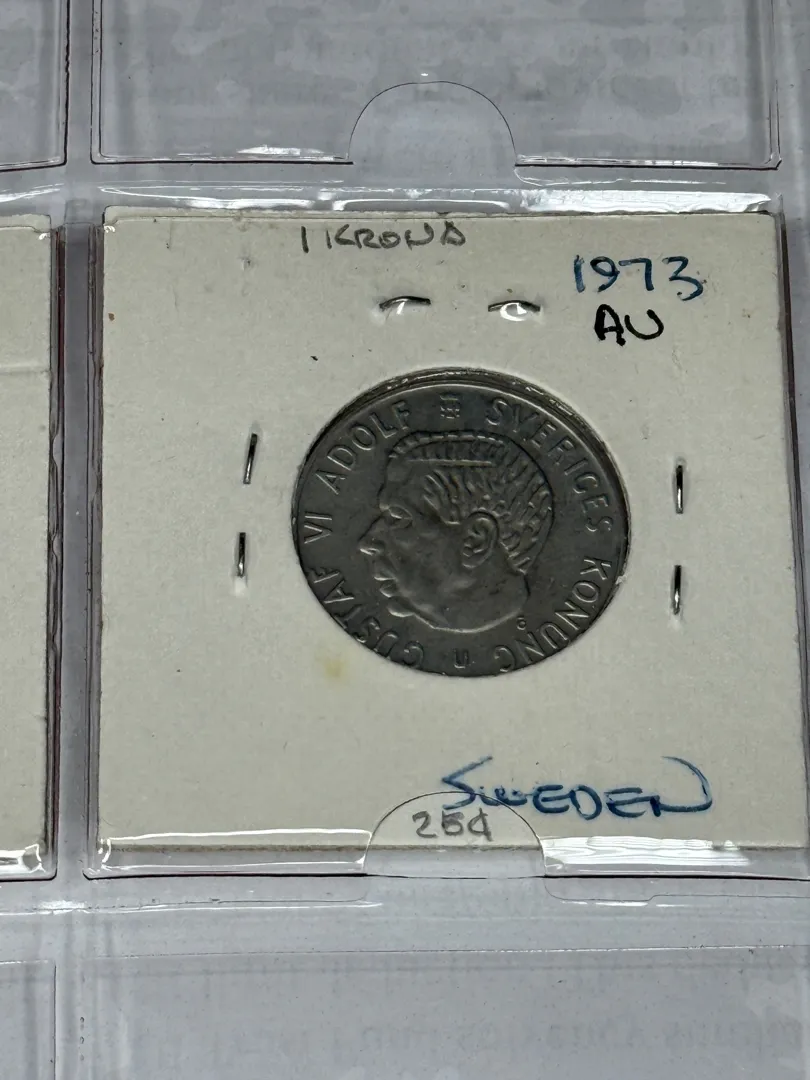 1 KRONA
1973
AU
GUSTAF VI ADOLF SVERIGES KONUNG
U
SWEDEN
25¢